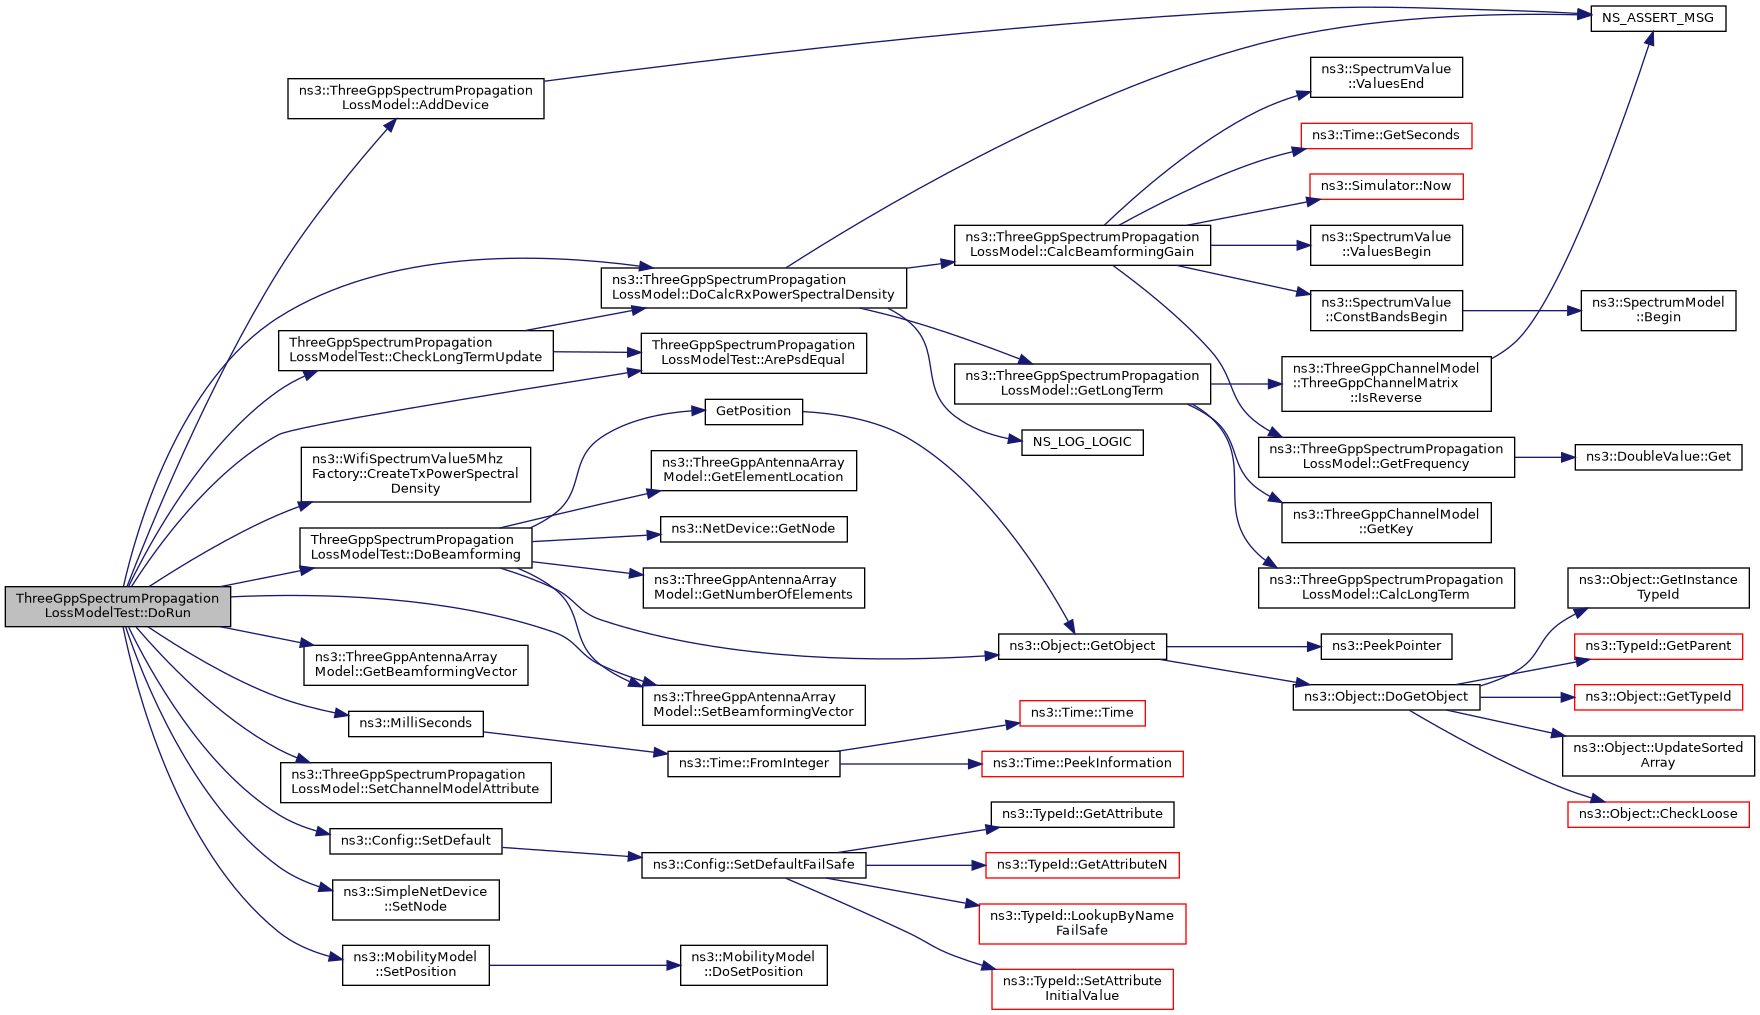 NS_ASSERT_MSG
ns3::ThreeGppSpectrumPropagation
LossModel::AddDevice
ns3::SpectrumValue
::ValuesEnd
ns3::Time::GetSeconds
ns3::Simulator::Now
ns3::ThreeGppSpectrumPropagation
LossModel::CalcBeamformingGain
ns3::SpectrumValue
::ValuesBegin
ns3::ThreeGppSpectrumPropagation
LossModel::DoCalcRxPowerSpectralDensity
ns3::SpectrumValue
::ConstBandsBegin
ns3::SpectrumModel
::Begin
ThreeGppSpectrumPropagation
LossModelTest::CheckLongTermUpdate
ThreeGppSpectrumPropagation
LossModelTest::ArePsdEqual
ns3::ThreeGppSpectrumPropagation
LossModel::GetLongTerm
ns3::ThreeGppChannelModel
::ThreeGppChannelMatrix
::IsReverse
GetPosition
NS_LOG_LOGIC
ns3::ThreeGppSpectrumPropagation
LossModel::GetFrequency
ns3::DoubleValue::Get
ns3::WifiSpectrumValue5Mhz
Factory::CreateTxPowerSpectral
Density
ns3::ThreeGppAntennaArray
Model::GetElementLocation
ns3::NetDevice::GetNode
ns3::ThreeGppChannelModel
::GetKey
ThreeGppSpectrumPropagation
LossModelTest::DoBeamforming
ns3::ThreeGppAntennaArray
Model::GetNumberOfElements
ns3::ThreeGppSpectrumPropagation
LossModel::CalcLongTerm
ns3::Object::GetInstance
TypeId
ThreeGppSpectrumPropagation
LossModelTest::DoRun
ns3::Object::GetObject
ns3::PeekPointer
ns3::TypeId::GetParent
ns3::ThreeGppAntennaArray
Model::GetBeamformingVector
ns3::ThreeGppAntennaArray
Model::SetBeamformingVector
ns3::Object::DoGetObject
ns3::Object::GetTypeId
ns3::MilliSeconds
ns3::Time::Time
ns3::Object::UpdateSorted
Array
ns3::Time::FromInteger
ns3::Time::PeekInformation
ns3::ThreeGppSpectrumPropagation
LossModel::SetChannelModelAttribute
ns3::TypeId::GetAttribute
ns3::Object::CheckLoose
ns3::Config::SetDefault
ns3::Config::SetDefaultFailSafe
ns3::TypeId::GetAttributeN
ns3::SimpleNetDevice
::SetNode
ns3::TypeId::LookupByName
FailSafe
ns3::MobilityModel
::SetPosition
ns3::MobilityModel
::DoSetPosition
ns3::TypeId::SetAttribute
InitialValue